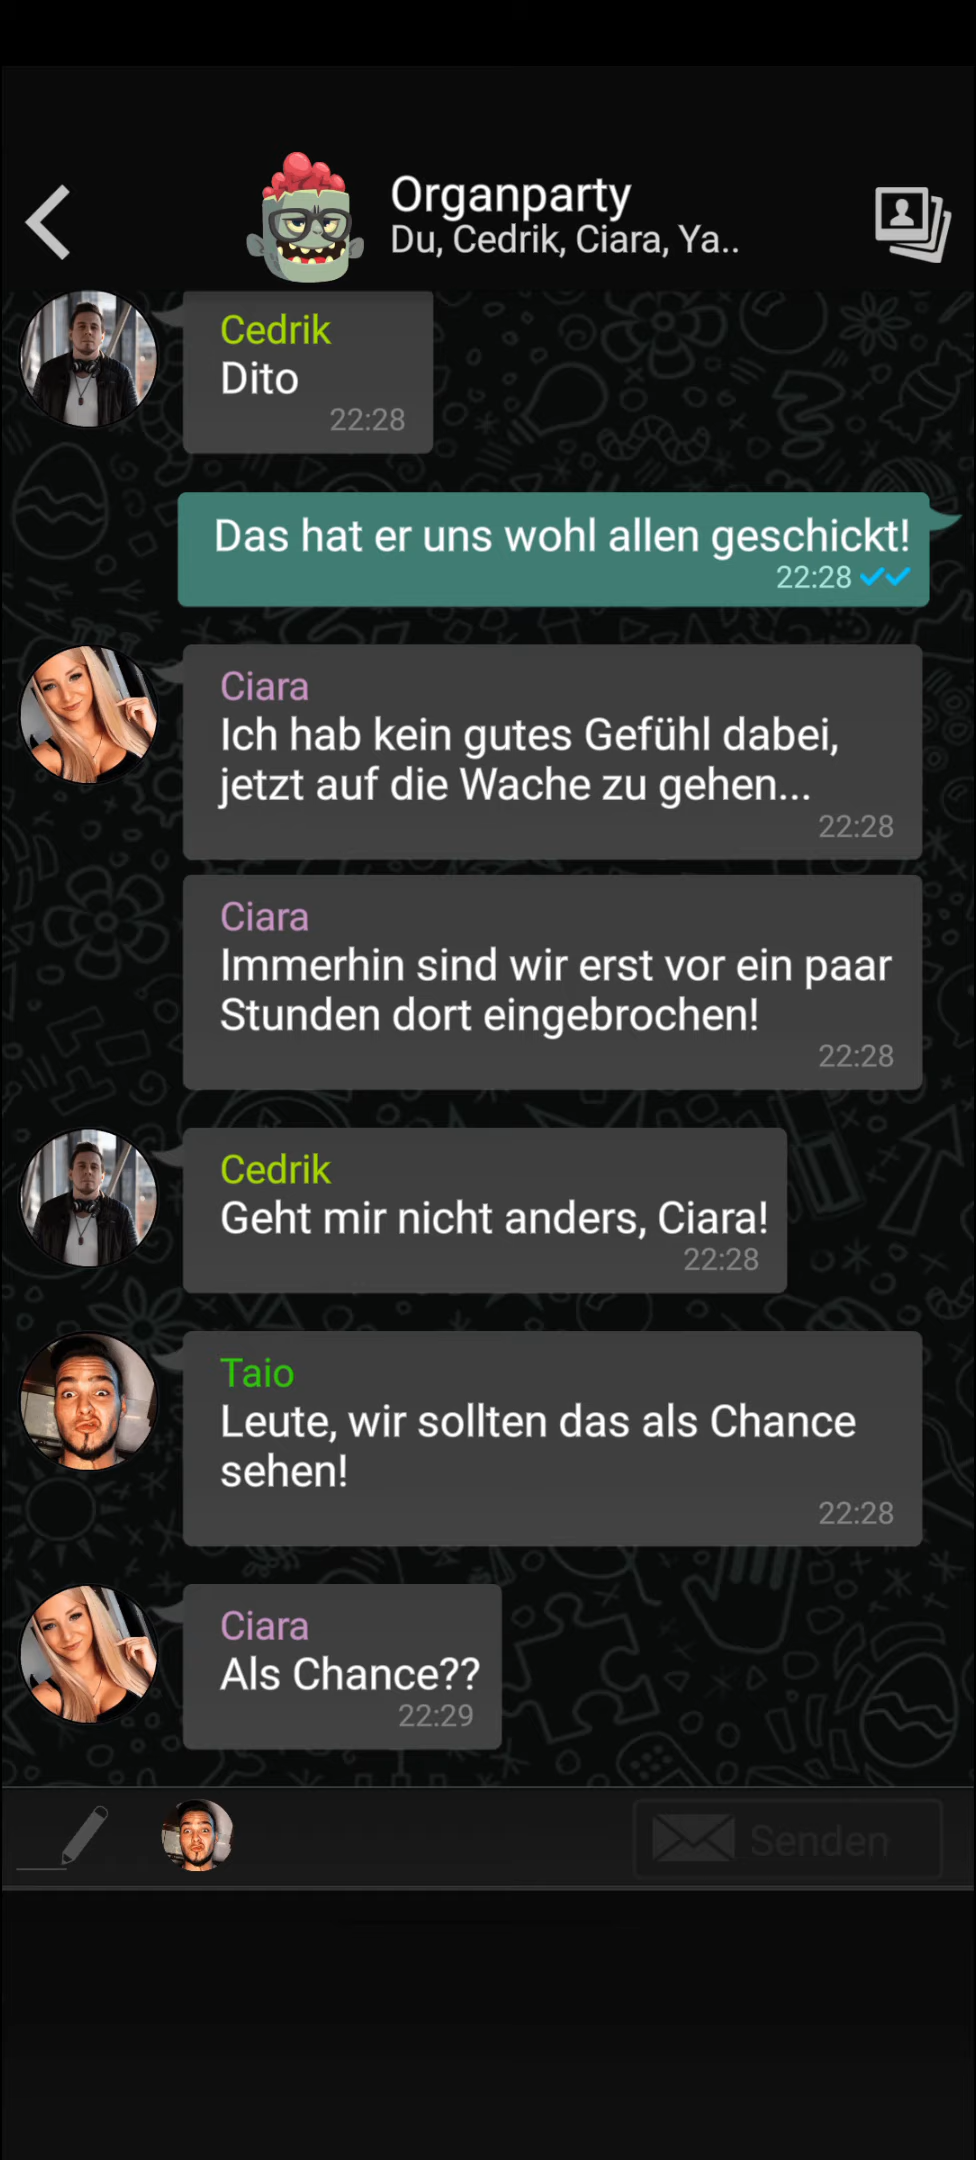 Organparty
Du, Cedrik, Ciara, Ya..
Cedrik
Dito
22:28
Das hat er uns wohl allen geschickt!
22:28
Ciara
Ich hab kein gutes Gefühl dabei,
jetzt auf die Wache zu gehen...
22:28
Ciara
Immerhin sind wir erst vor ein paar
Stunden dort eingebrochen!
22:28
Cedrik
Geht mir nicht anders, Ciara!
22:28
Taio
Leute, wir sollten das als Chance
sehen!
22:28
Ciara
Als Chance??
22:29
Senden